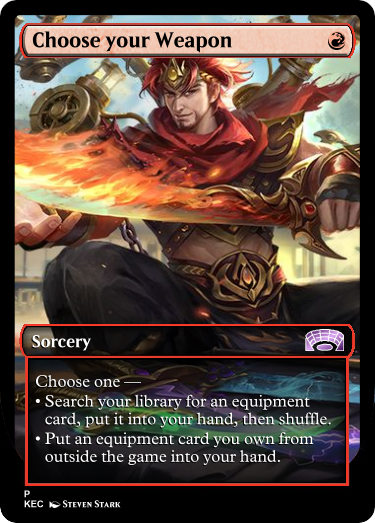 Choose your Weapon
Sorcery
Choose one —
• Search your library for an equipment
card, put it into your hand, then shuffle.
• Put an equipment card you own from
outside the game into your hand.
P
KEC Steven Stark